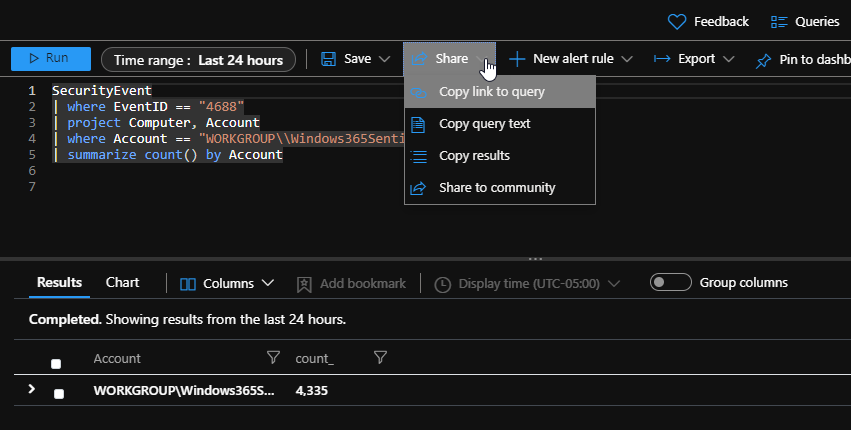 Feedback Queries
Run Time range : Last 24 hours Save Share New alert rule Export Pin to dashb
1 SecurityEvent
2 | where EventID == "4688"
3 | project Computer, Account
4 | where Account == "WORKGROUP\\Windows365Senti
5 | summarize count() by Account
6
7
Copy link to query
Copy query text
Copy results
Share to community
Results Chart Columns Add bookmark Display time (UTC-05:00) Group columns
Completed. Showing results from the last 24 hours.
Account count_
WORKGROUP\Windows365S... 4,335